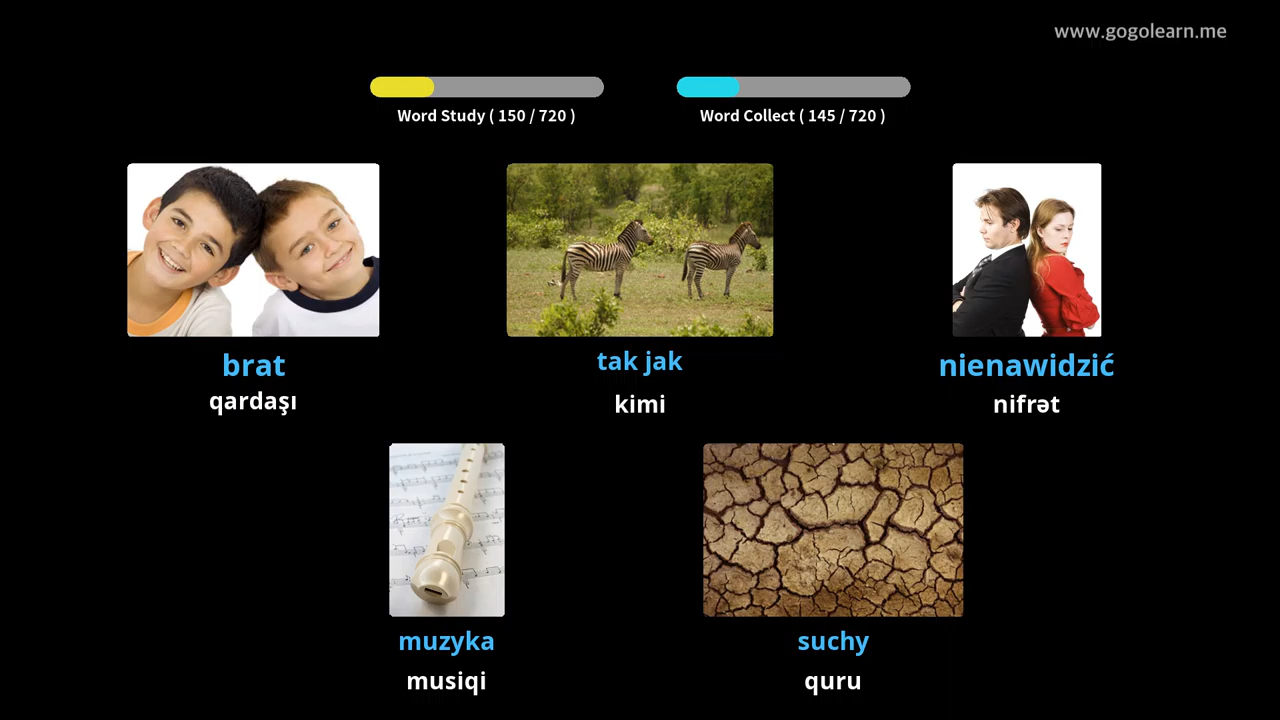 www.gogolearn.me
Word Study ( 150 / 720 )
Word Collect ( 145 / 720 )
brat
qardaşı
tak jak
kimi
nienawidzić
nifrət
muzyka
musiqi
suchy
quru